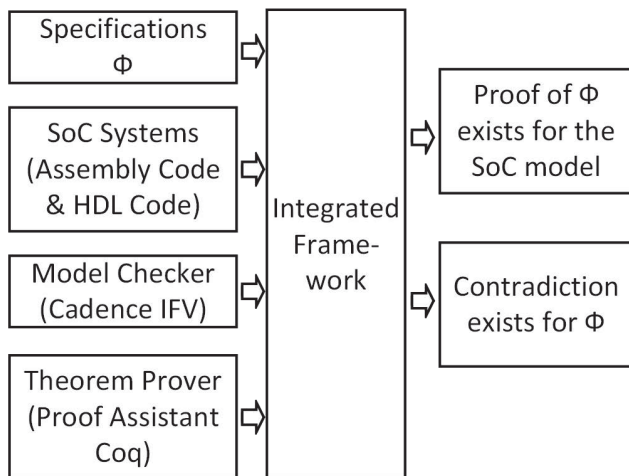 Specifications
Φ
SoC Systems
(Assembly Code
& HDL Code)
Model Checker
(Cadence IFV)
Theorem Prover
(Proof Assistant
Coq)
Integrated
Frame-
work
Proof of Φ
exists for the
SoC model
Contradiction
exists for Φ